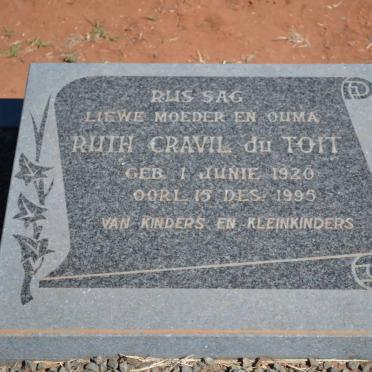 RUS SAG
LIEWE MOEDER EN OUMA
RUTH CRAVIL du TOIT
GEB. 1 JUNIE 1920
OORL. 15 DES. 1995
VAN KINDERS EN KLEINKINDERS